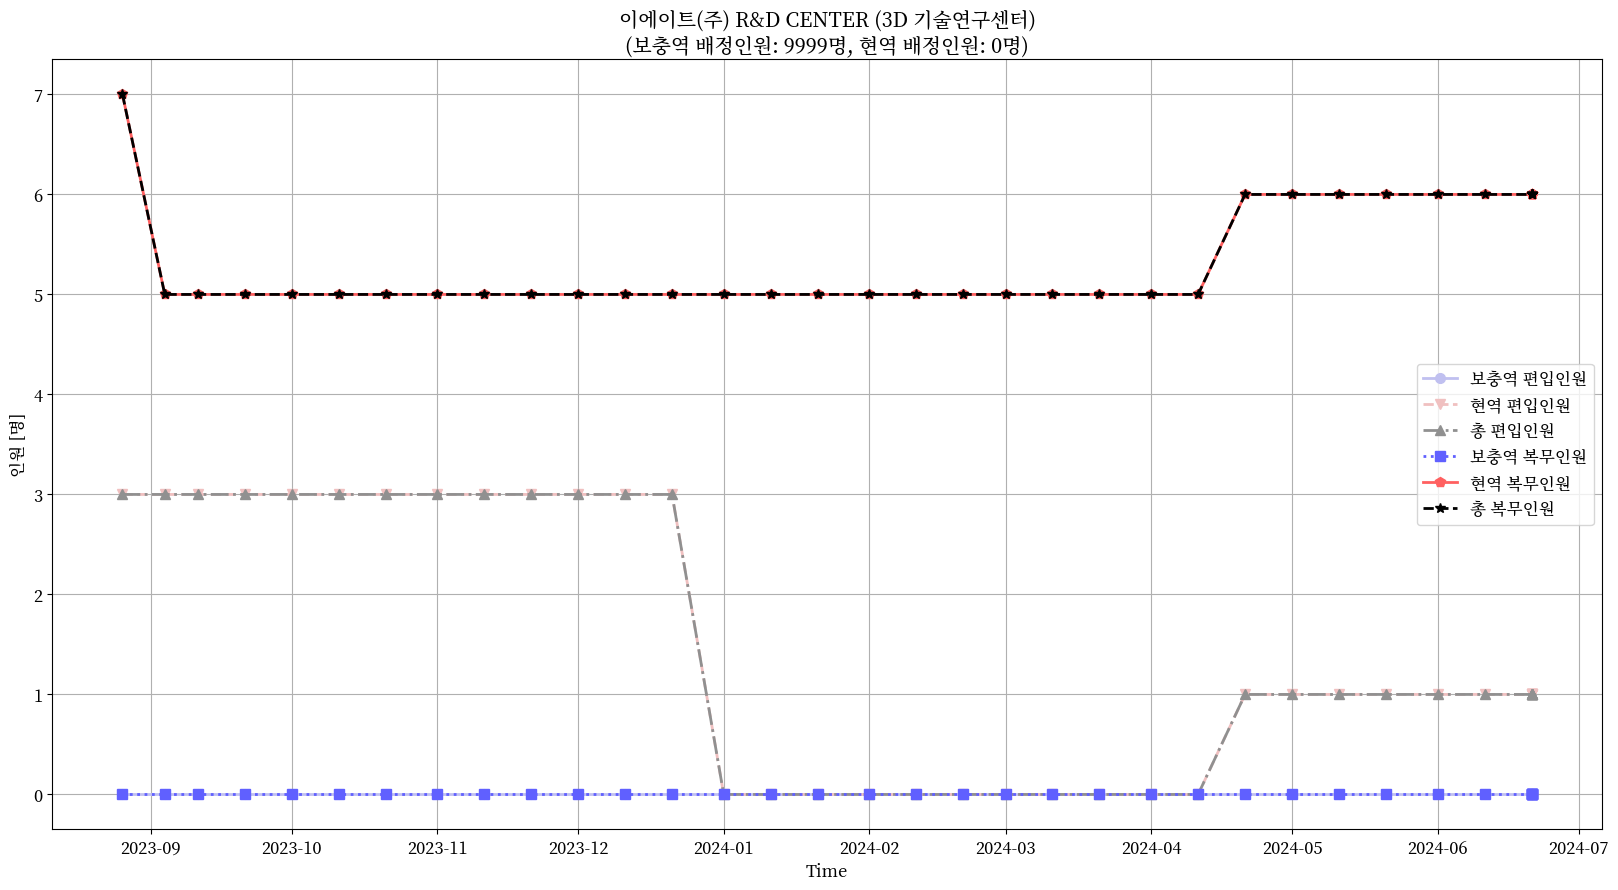 이에이트(주) R&D CENTER (3D 기술연구센터)
(보충역 배정인원: 9999명, 현역 배정인원: 0명)
7
6
5
4
3
2
1
0
인원 [명]
보충역 편입인원
현역 편입인원
총 편입인원
보충역 복무인원
현역 복무인원
총 복무인원
2023-09
2023-10
2023-11
2023-12
2024-01
2024-02
2024-03
2024-04
2024-05
2024-06
2024-07
Time